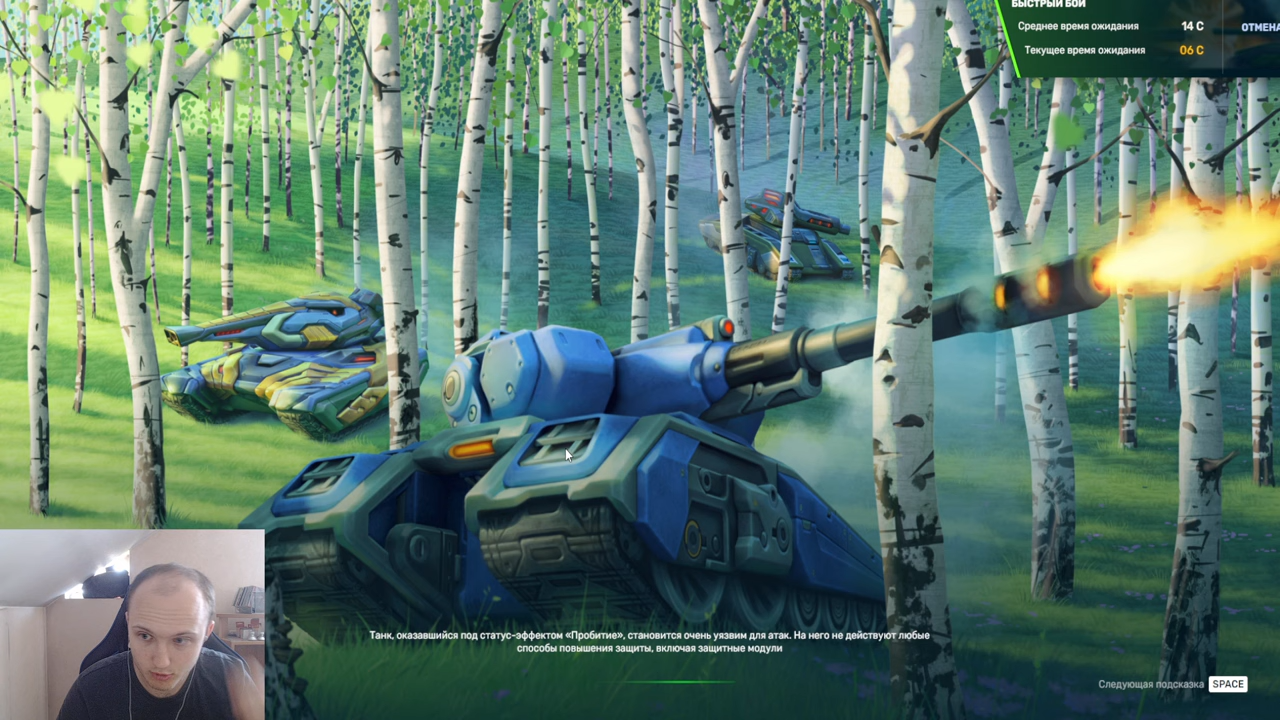 БЫСТРЫЙ БОЙ
Среднее время ожидания 14 С
ОТМЕНА
Текущее время ожидания 06 С
Танк, оказавшийся под статус-эффектом «Пробитие», становится очень уязвим для атак. На него не действуют любые
способы повышения защиты, включая защитные модули
Следующая подсказка SPACE